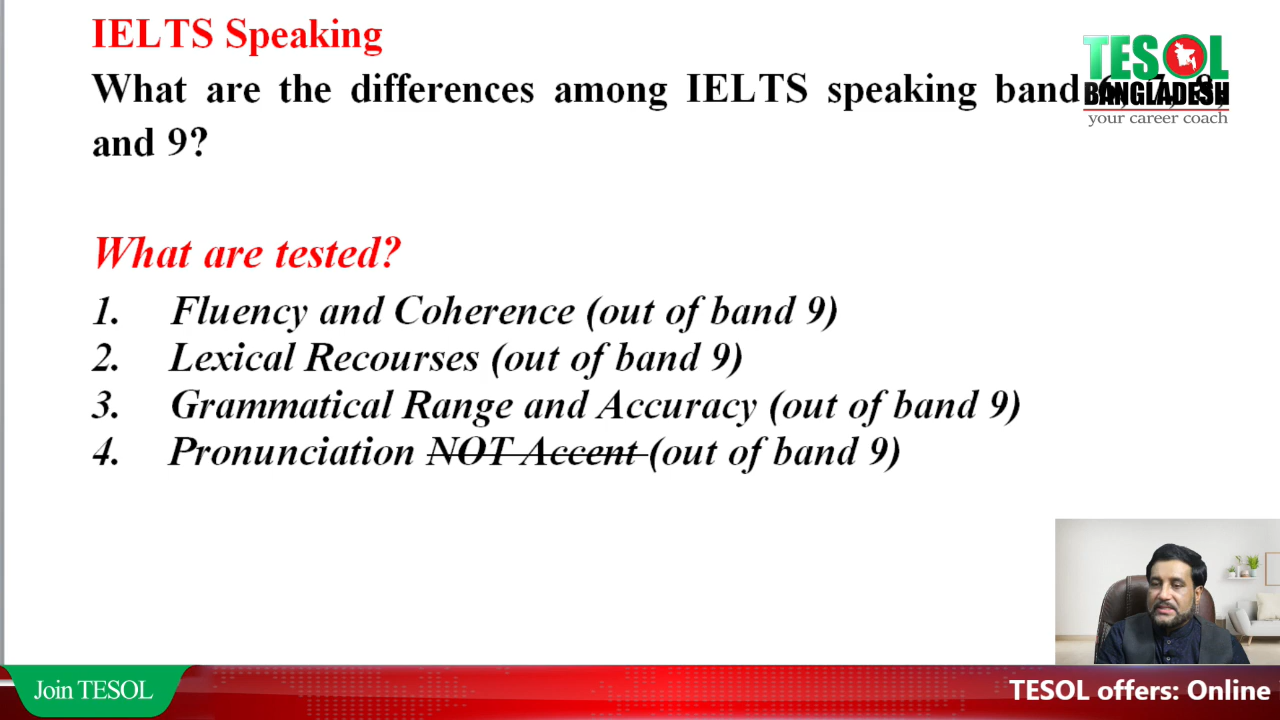 IELTS Speaking
What are the differences among IELTS speaking band 6, 7, 8,
and 9?
TESOL
BANGLADESH
your career coach
What are tested?
1. Fluency and Coherence (out of band 9)
2. Lexical Recourses (out of band 9)
3. Grammatical Range and Accuracy (out of band 9)
4. Pronunciation NOT Accent (out of band 9)
Join TESOL
TESOL offers: Online